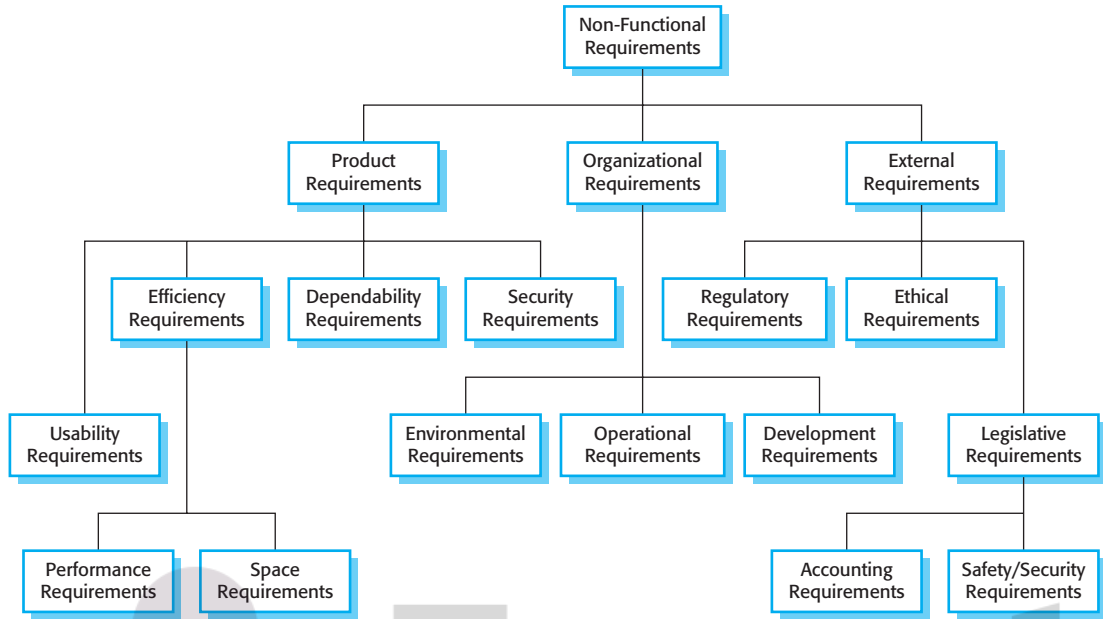 Non-Functional
Requirements
Product
Requirements
Organizational
Requirements
External
Requirements
Efficiency
Requirements
Dependability
Requirements
Security
Requirements
Regulatory
Requirements
Ethical
Requirements
Usability
Requirements
Environmental
Requirements
Operational
Requirements
Development
Requirements
Legislative
Requirements
Performance
Requirements
Space
Requirements
Accounting
Requirements
Safety/Security
Requirements